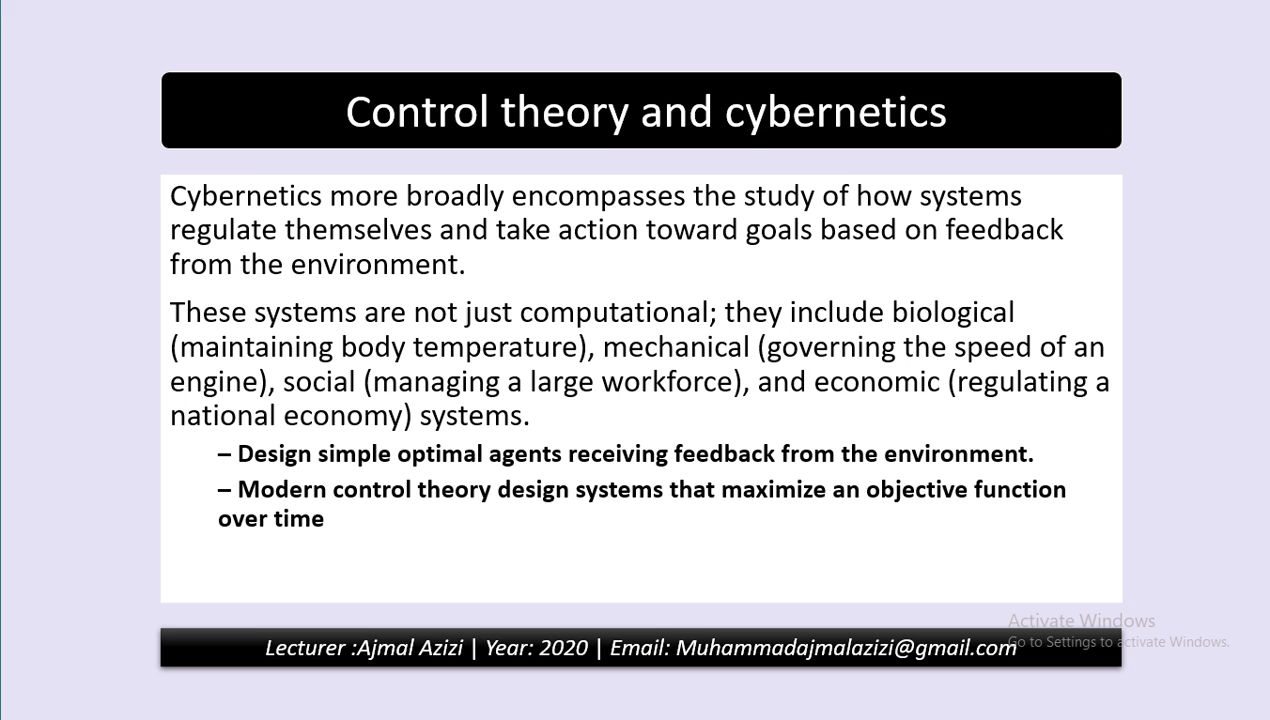 Control theory and cybernetics
Cybernetics more broadly encompasses the study of how systems
regulate themselves and take action toward goals based on feedback
from the environment.
These systems are not just computational; they include biological
(maintaining body temperature), mechanical (governing the speed of an
engine), social (managing a large workforce), and economic (regulating a
national economy) systems.
– Design simple optimal agents receiving feedback from the environment.
– Modern control theory design systems that maximize an objective function
over time
Activate Windows
Go to Settings to activate Windows.
Lecturer :Ajmal Azizi | Year: 2020 | Email: Muhammadajmalazizi@gmail.com